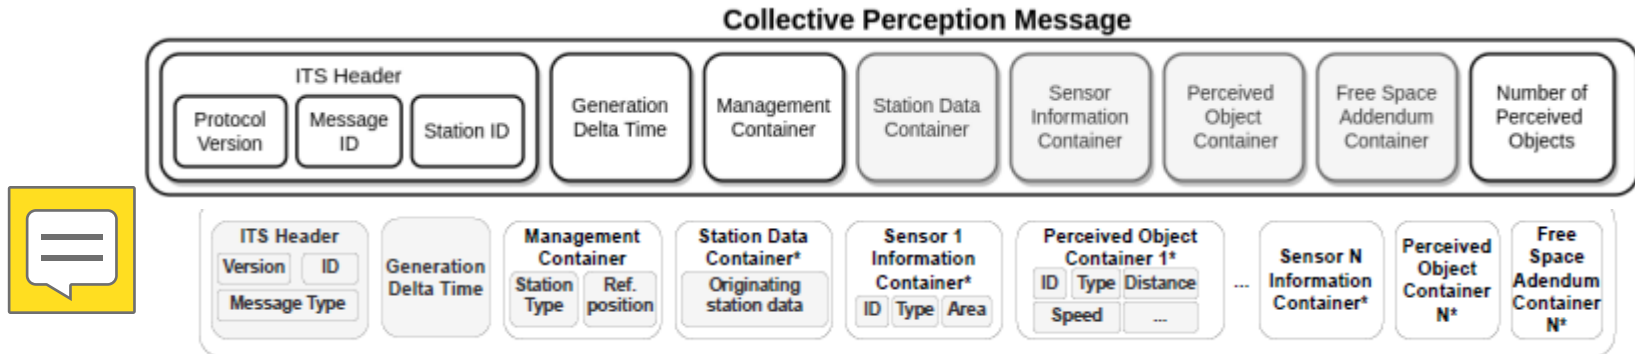 Collective Perception Message
ITS Header
Protocol
Version
Message
ID
Station ID
Generation
Delta Time
Management
Container
Station Data
Container
Sensor
Information
Container
Perceived
Object
Container
Free Space
Addendum
Container
Number of
Perceived
Objects
ITS Header
Version
ID
Message Type
Generation
Delta Time
Management
Container
Station
Type
Ref.
position
Station Data
Container*
Originating
station data
Sensor 1
Information
Container*
ID
Type
Area
Perceived Object
Container 1*
ID
Type
Distance
Speed
...
...
Sensor N
Information
Container*
Perceived
Object
Container
N*
Free
Space
Adendum
Container
N*